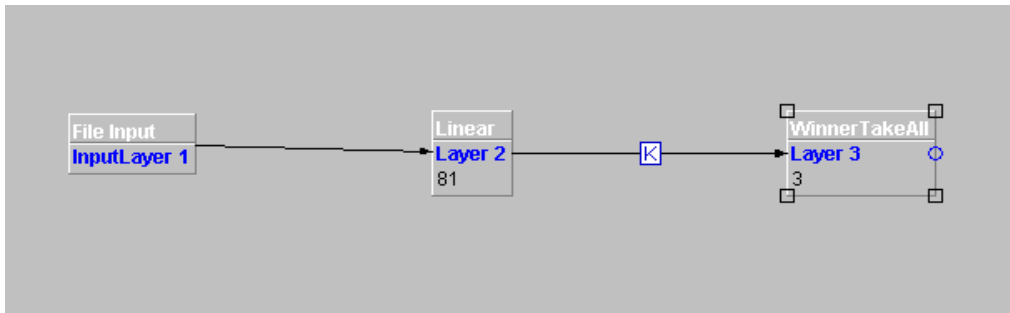 File Input
InputLayer 1
Linear
Layer 2
81
K
WinnerTakeAll
Layer 3
3